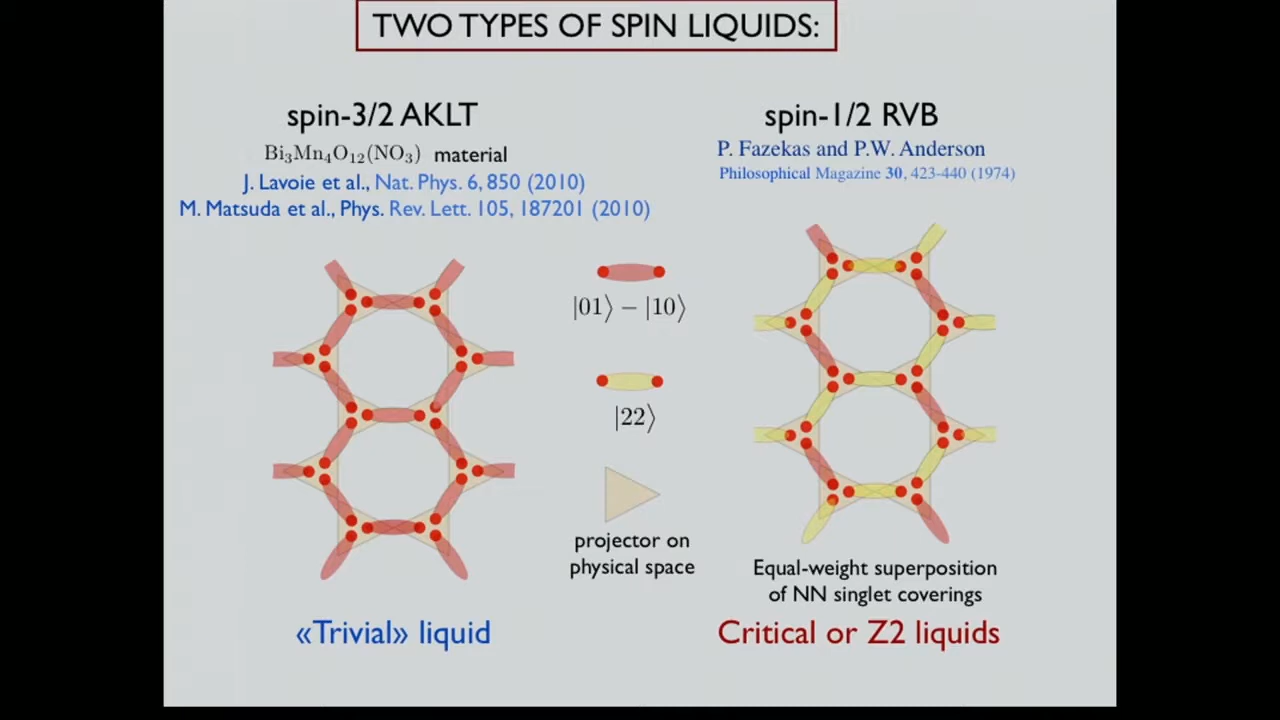 TWO TYPES OF SPIN LIQUIDS:
spin-3/2 AKLT
Bi₃Mn₄O₁₂(NO₃) material
J. Lavoie et al., Nat. Phys. 6, 850 (2010)
M. Matsuda et al., Phys. Rev. Lett. 105, 187201 (2010)
spin-1/2 RVB
P. Fazekas and P.W. Anderson
Philosophical Magazine 30, 423-440 (1974)
|01⟩ − |10⟩
|22⟩
projector on
physical space
Equal-weight superposition
of NN singlet coverings
«Trivial» liquid
Critical or Z2 liquids